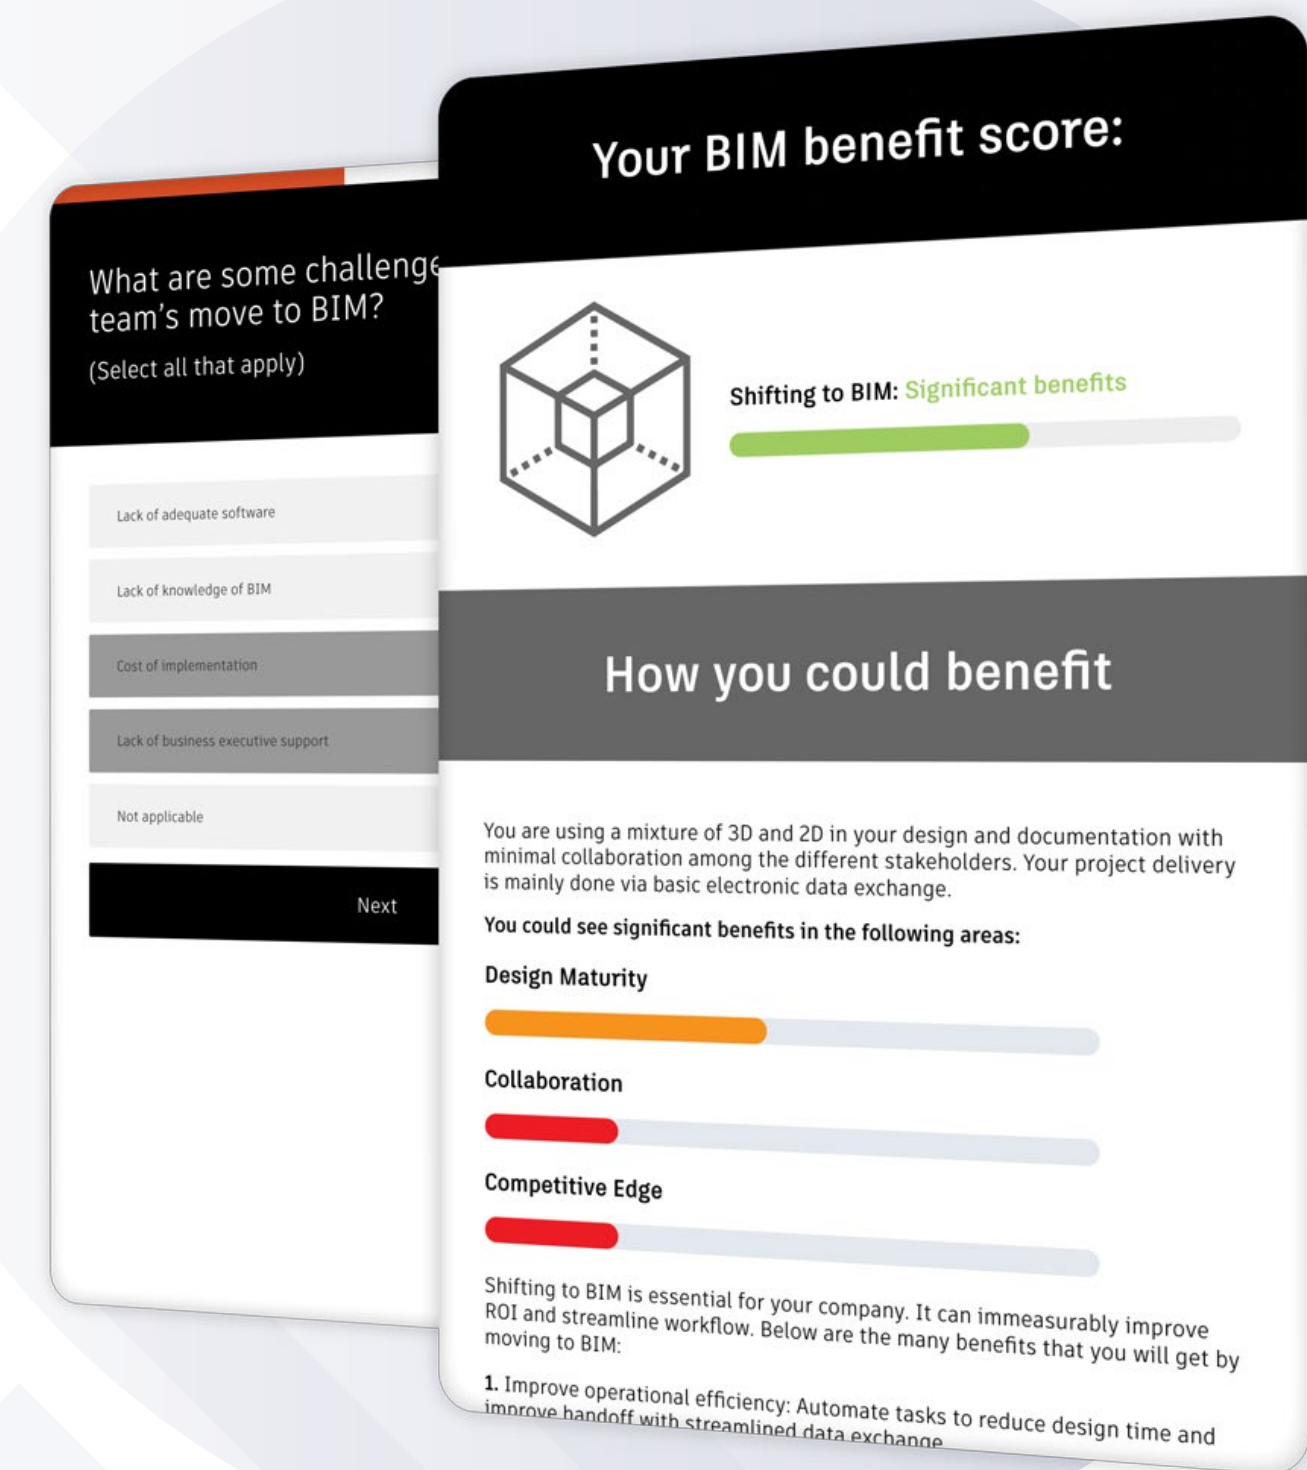 What are some challenge
team's move to BIM?
(Select all that apply)
Lack of adequate software
Lack of knowledge of BIM
Cost of implementation
Lack of business executive support
Not applicable
Next
Your BIM benefit score:
Shifting to BIM: Significant benefits
How you could benefit
You are using a mixture of 3D and 2D in your design and documentation with
minimal collaboration among the different stakeholders. Your project delivery
is mainly done via basic electronic data exchange.
You could see significant benefits in the following areas:
Design Maturity
Collaboration
Competitive Edge
Shifting to BIM is essential for your company. It can immeasurably improve
ROI and streamline workflow. Below are the many benefits that you will get by
moving to BIM:
1. Improve operational efficiency: Automate tasks to reduce design time and
improve handoff with streamlined data exchange